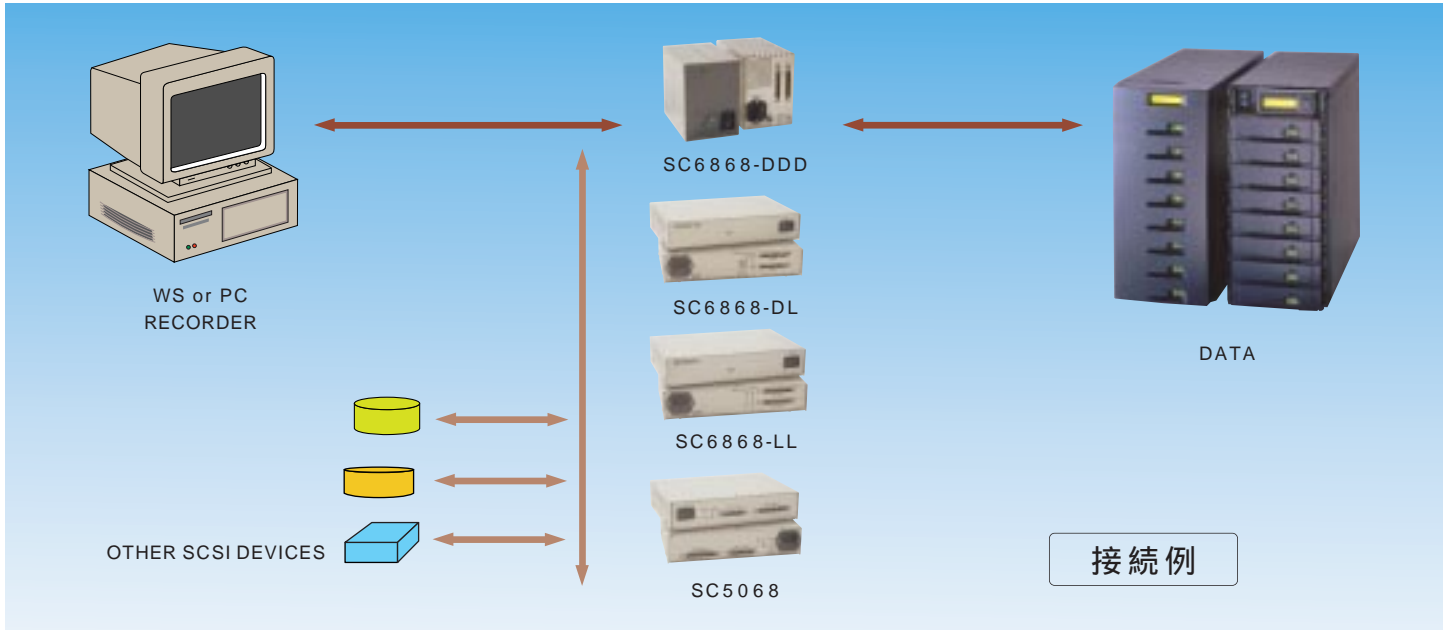 WS or PC
RECORDER
SC6868-DDD
SC6868-DL
SC6868-LL
SC5068
DATA
OTHER SCSI DEVICES
接続例